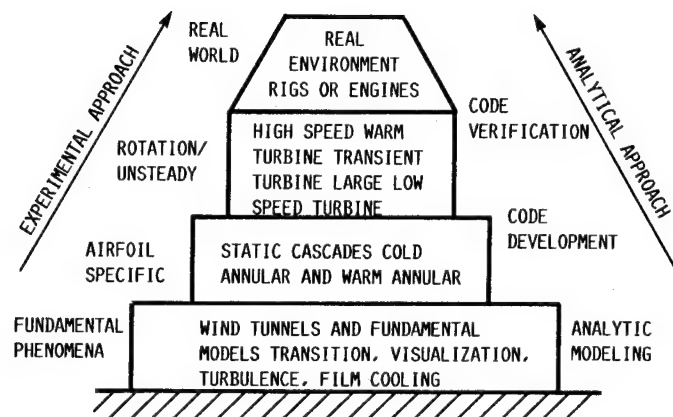 REAL
WORLD
REAL
ENVIRONMENT
RIGS OR ENGINES
EXPERIMENTAL APPROACH
ANALYTICAL APPROACH
CODE
VERIFICATION
ROTATION/
UNSTEADY
HIGH SPEED WARM
TURBINE TRANSIENT
TURBINE LARGE LOW
SPEED TURBINE
CODE
DEVELOPMENT
AIRFOIL
SPECIFIC
STATIC CASCADES COLD
ANNULAR AND WARM ANNULAR
FUNDAMENTAL
PHENOMENA
WIND TUNNELS AND FUNDAMENTAL
MODELS TRANSITION, VISUALIZATION,
TURBULENCE, FILM COOLING
ANALYTIC
MODELING